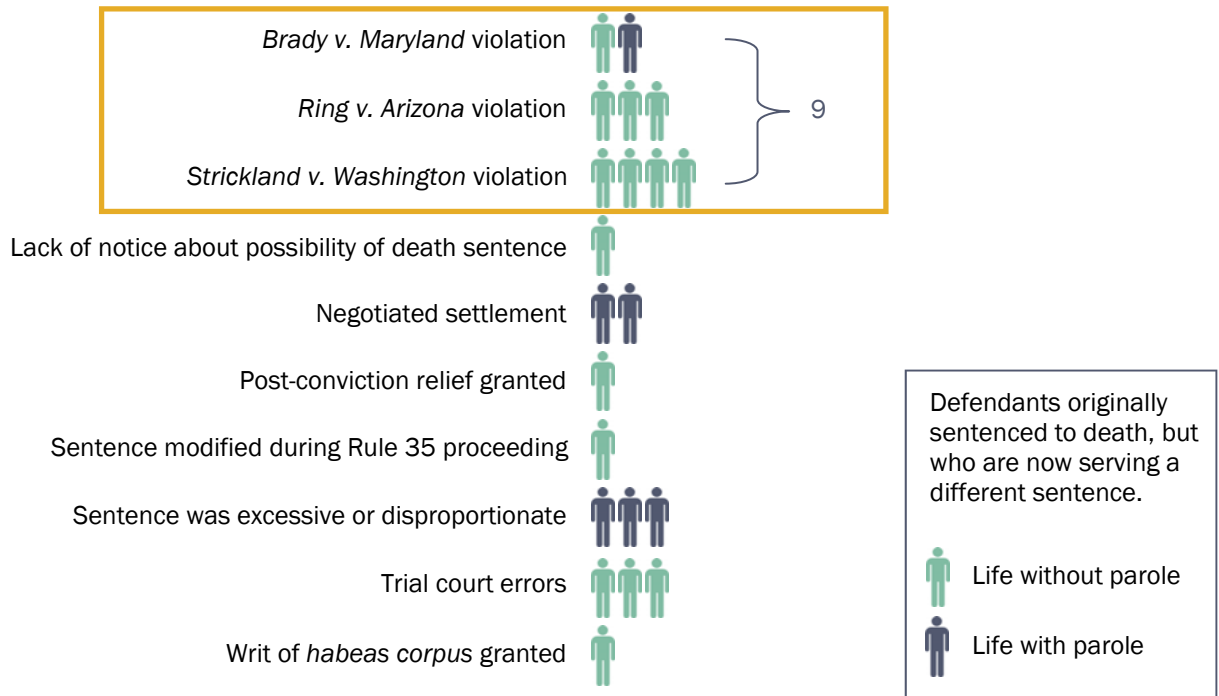 Brady v. Maryland violation
Ring v. Arizona violation
9
Strickland v. Washington violation
Lack of notice about possibility of death sentence
Negotiated settlement
Post-conviction relief granted
Sentence modified during Rule 35 proceeding
Sentence was excessive or disproportionate
Trial court errors
Writ of habeas corpus granted
Defendants originally
sentenced to death, but
who are now serving a
different sentence.
Life without parole
Life with parole